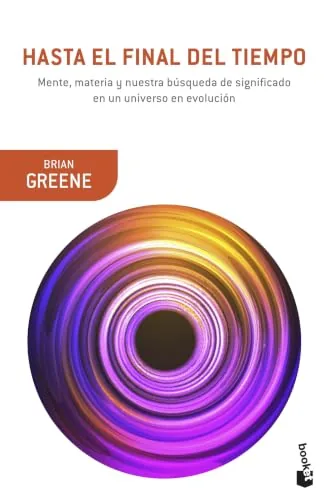 HASTA EL FINAL DEL TIEMPO
Mente, materia y nuestra búsqueda de significado
en un universo en evolución
BRIAN
GREENE
booket